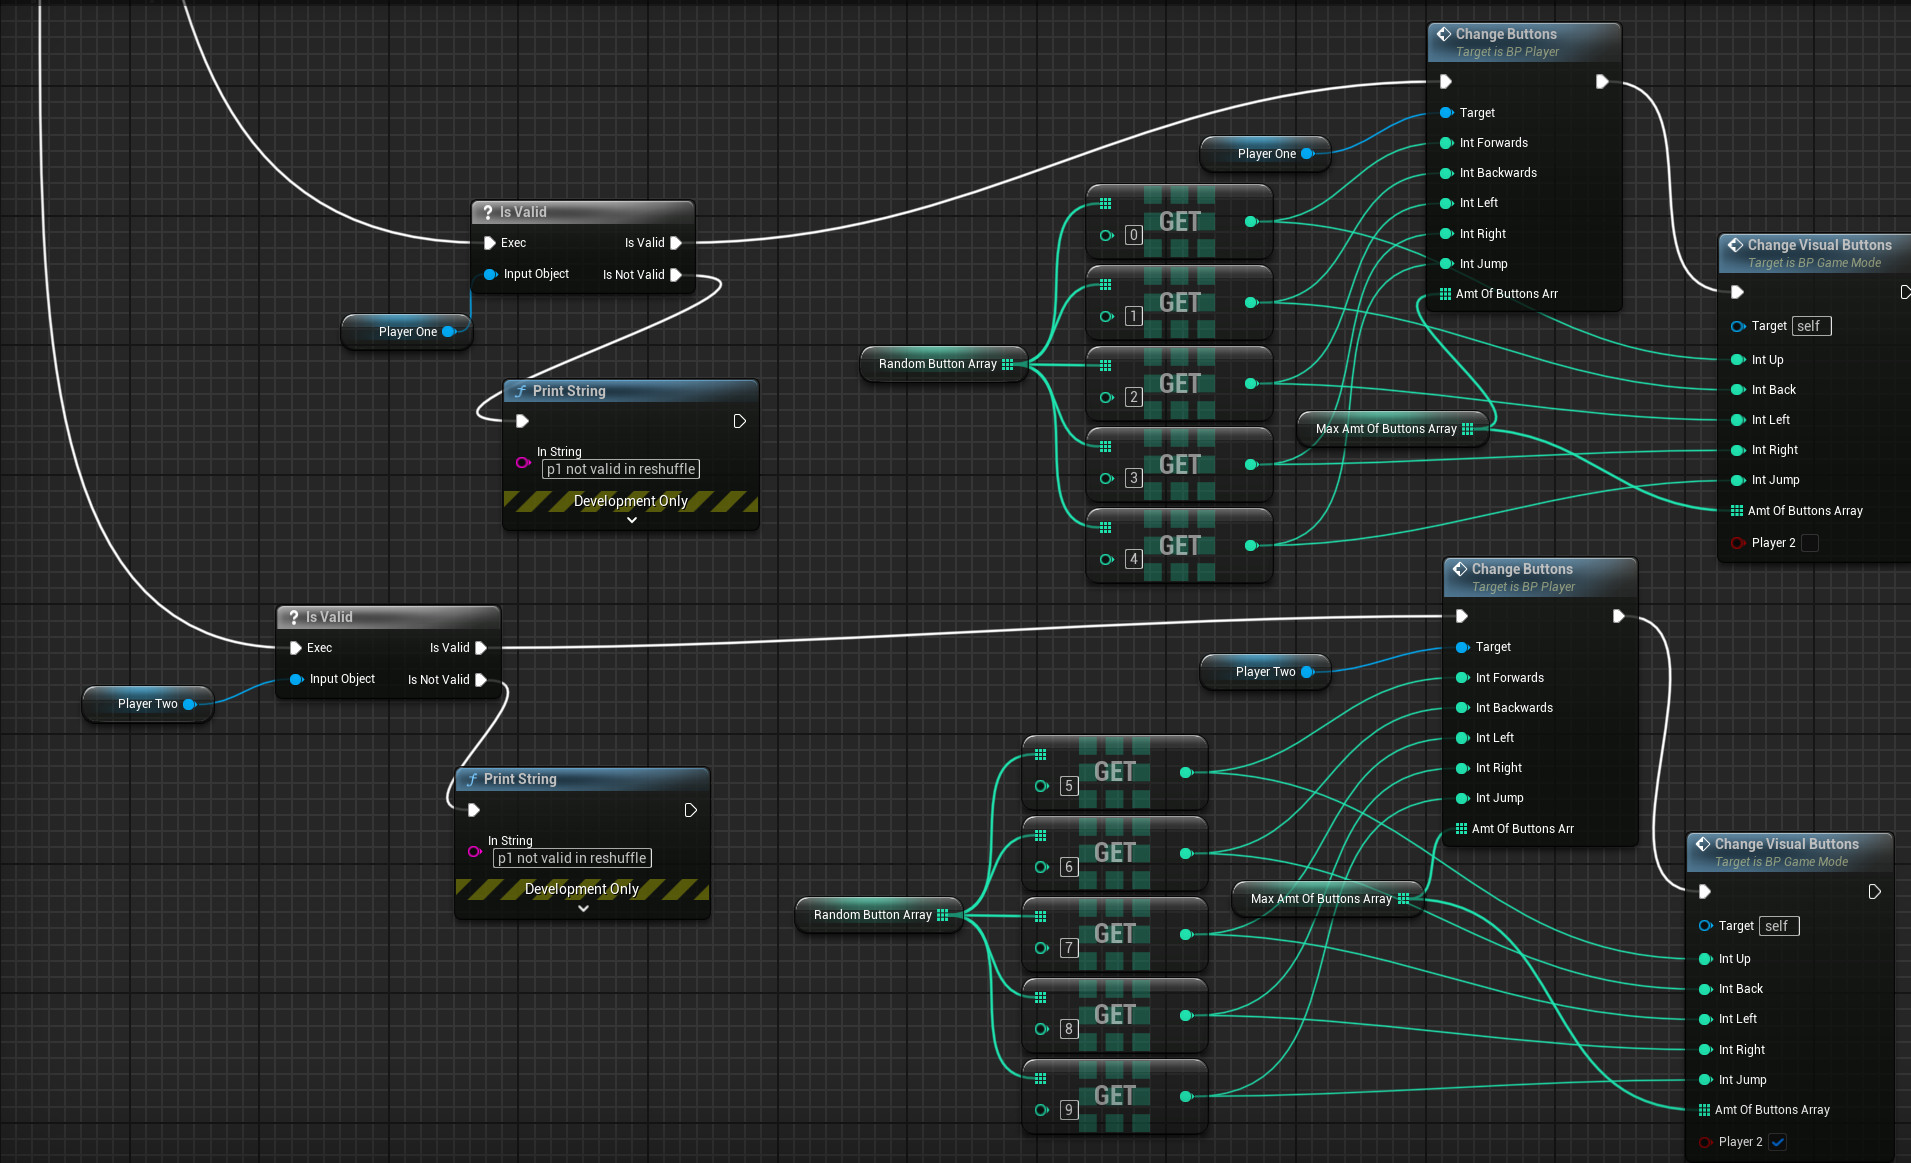 Change Buttons
Target is BP Player
Target
Int Forwards
Int Backwards
Int Left
Int Right
Int Jump
Amt Of Buttons Arr
Player One
? Is Valid
Exec
Is Valid
Input Object
Is Not Valid
Player One
f Print String
In String
p1 not valid in reshuffle
Development Only
Random Button Array
GET
0
GET
1
GET
2
GET
3
GET
4
Max Amt Of Buttons Array
Change Visual Buttons
Target is BP Game Mode
Target self
Int Up
Int Back
Int Left
Int Right
Int Jump
Amt Of Buttons Array
Player 2
? Is Valid
Exec
Is Valid
Input Object
Is Not Valid
Player Two
f Print String
In String
p1 not valid in reshuffle
Development Only
Change Buttons
Target is BP Player
Target
Int Forwards
Int Backwards
Int Left
Int Right
Int Jump
Amt Of Buttons Arr
Player Two
Random Button Array
GET
5
GET
6
GET
7
GET
8
GET
9
Max Amt Of Buttons Array
Change Visual Buttons
Target is BP Game Mode
Target self
Int Up
Int Back
Int Left
Int Right
Int Jump
Amt Of Buttons Array
Player 2